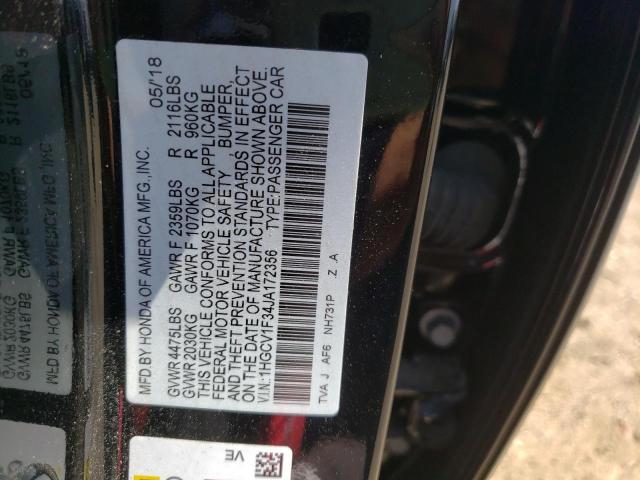 MFD.BY HONDA OF AMERICA MFG.,INC. 05/'18
GVWR 4475LBS GAWR F 2359LBS R 2116LBS
GVWR 2030KG GAWR F 1070KG R 960KG
THIS VEHICLE CONFORMS TO ALL APPLICABLE
FEDERAL MOTOR VEHICLE SAFETY BUMPER,
AND THEFT PREVENTION STANDARDS IN EFFECT
ON THE DATE OF MANUFACTURE SHOWN ABOVE.
V.I.N.:1HGCV1F34JA172356 TYPE:PASSENGER CAR
TVA J AF6 NH731P Z .A
VE